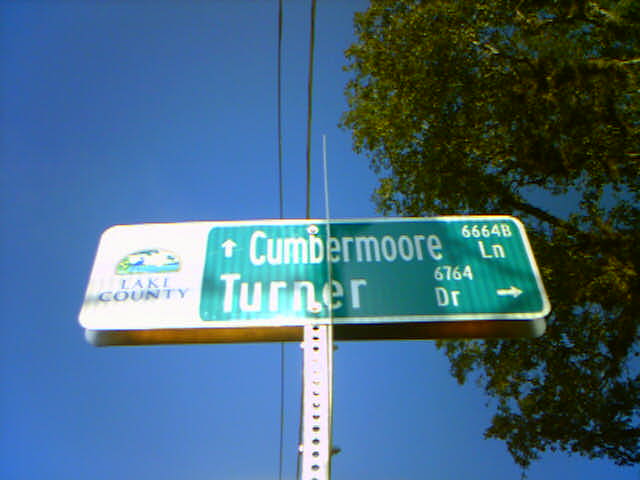 ↑ Cumbermoore Ln 6664B
Turner Dr 6764 →
LAKE
COUNTY